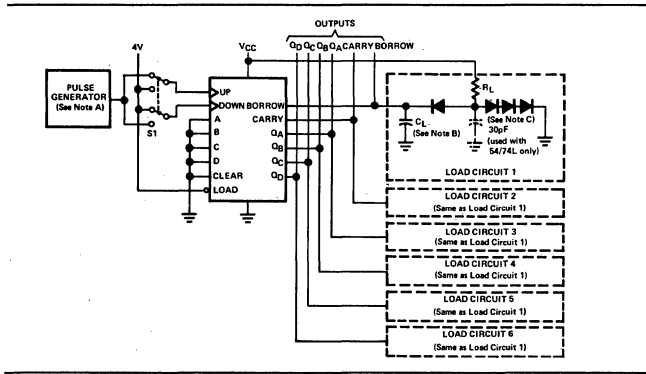 OUTPUTS
QD QC QB QA CARRY BORROW
4V
VCC
PULSE
GENERATOR
(See Note A)
S1
UP
DOWN BORROW
A CARRY
B QA
C QB
D QC
CLEAR QD
LOAD
RL
CL
(See Note B)
(See Note C)
30pF
(used with
54/74L only)
LOAD CIRCUIT 1
LOAD CIRCUIT 2
(Same as Load Circuit 1)
LOAD CIRCUIT 3
(Same as Load Circuit 1)
LOAD CIRCUIT 4
(Same as Load Circuit 1)
LOAD CIRCUIT 5
(Same as Load Circuit 1)
LOAD CIRCUIT 6
(Same as Load Circuit 1)